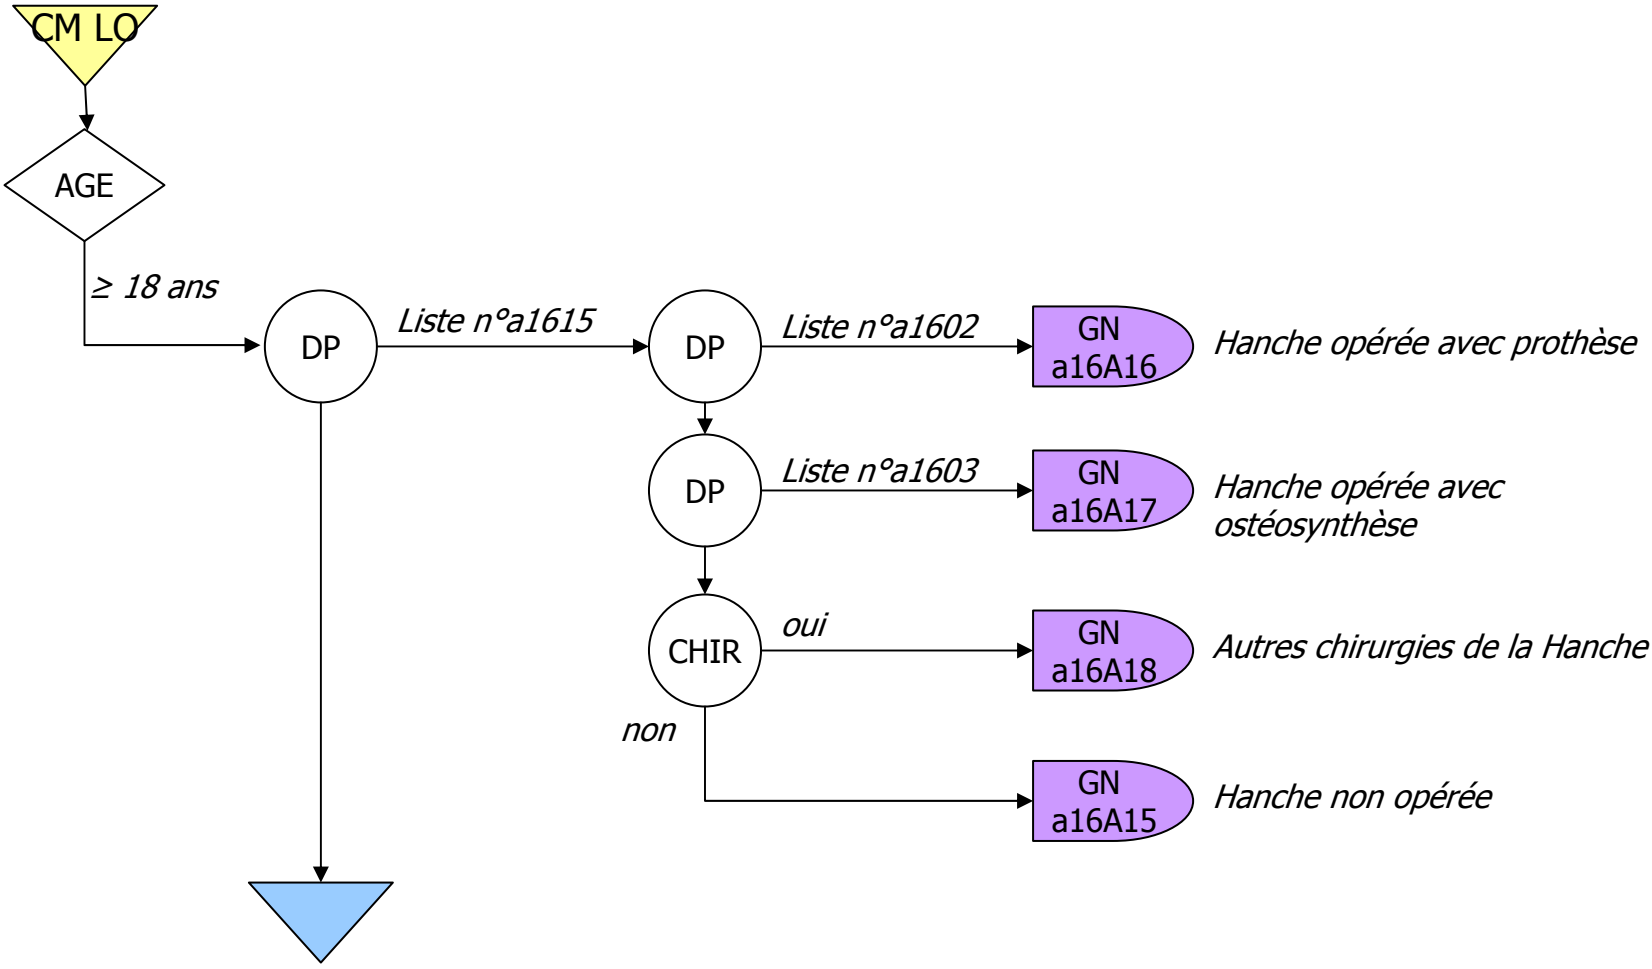 CM LO
AGE
≥ 18 ans
DP
Liste n°a1615
DP
Liste n°a1602
GN
a16A16
Hanche opérée avec prothèse
DP
Liste n°a1603
GN
a16A17
Hanche opérée avec
ostéosynthèse
CHIR
oui
GN
a16A18
Autres chirurgies de la Hanche
non
GN
a16A15
Hanche non opérée